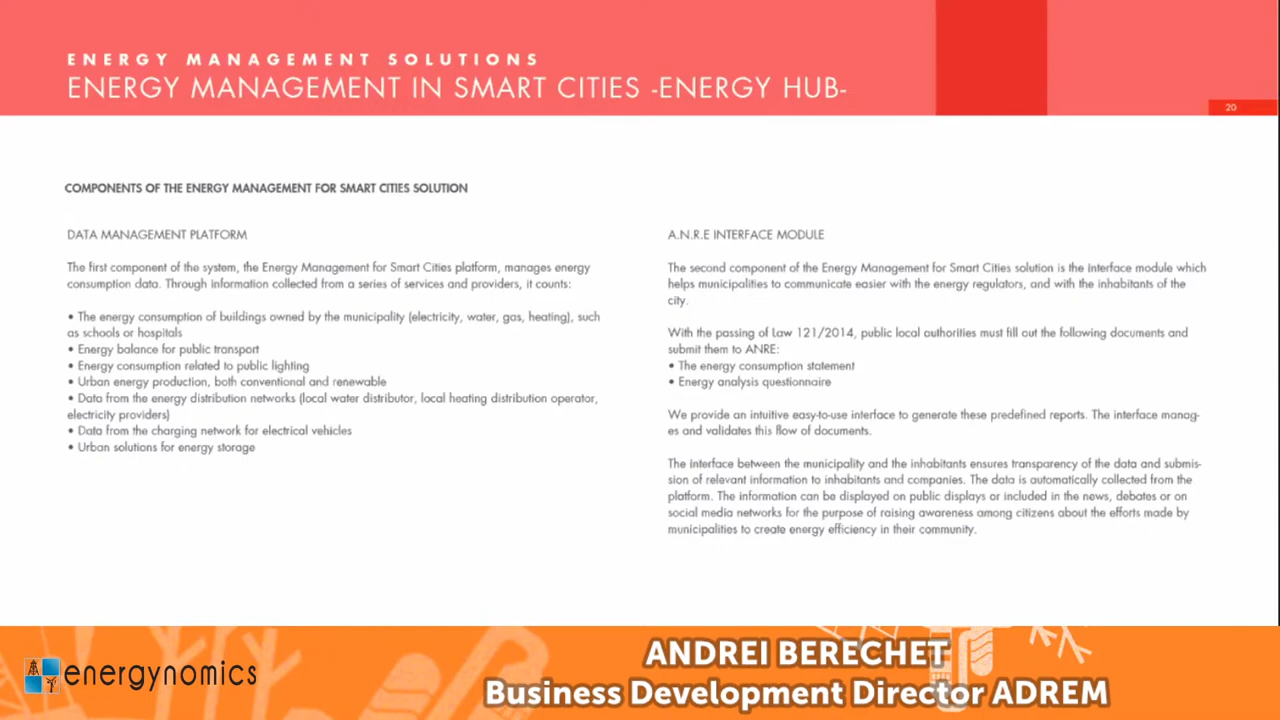 ENERGY MANAGEMENT SOLUTIONS
ENERGY MANAGEMENT IN SMART CITIES -ENERGY HUB-
20
COMPONENTS OF THE ENERGY MANAGEMENT FOR SMART CITIES SOLUTION
DATA MANAGEMENT PLATFORM
The first component of the system, the Energy Management for Smart Cities platform, manages energy
consumption data. Through information collected from a series of services and providers, it counts:
• The energy consumption of buildings owned by the municipality (electricity, water, gas, heating), such
as schools or hospitals
• Energy balance for public transport
• Energy consumption related to public lighting
• Urban energy production, both conventional and renewable
• Data from the energy distribution networks (local water distributor, local heating distribution operator,
electricity providers)
• Data from the charging network for electrical vehicles
• Urban solutions for energy storage
A.N.R.E INTERFACE MODULE
The second component of the Energy Management for Smart Cities solution is the interface module which
helps municipalities to communicate easier with the energy regulators, and with the inhabitants of the
city.
With the passing of Law 121/2014, public local authorities must fill out the following documents and
submit them to ANRE:
• The energy consumption statement
• Energy analysis questionnaire
We provide an intuitive easy-to-use interface to generate these predefined reports. The interface manag-
es and validates this flow of documents.
The interface between the municipality and the inhabitants ensures transparency of the data and submis-
sion of relevant information to inhabitants and companies. The data is automatically collected from the
platform. The information can be displayed on public displays or included in the news, debates or on
social media networks for the purpose of raising awareness among citizens about the efforts made by
municipalities to create energy efficiency in their community.
energynomics
ANDREI BERECHET
Business Development Director ADREM